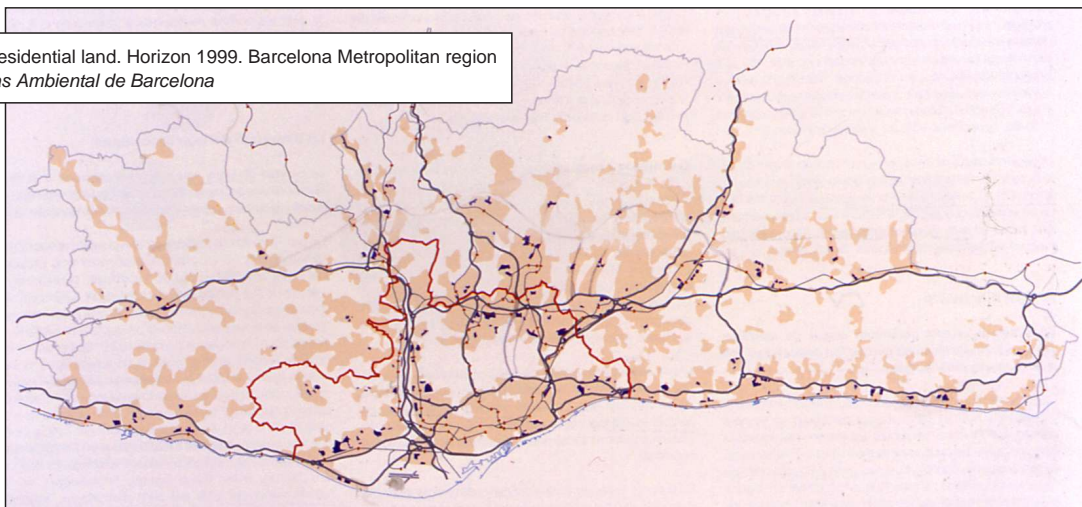 esidential land. Horizon 1999. Barcelona Metropolitan region
as Ambiental de Barcelona